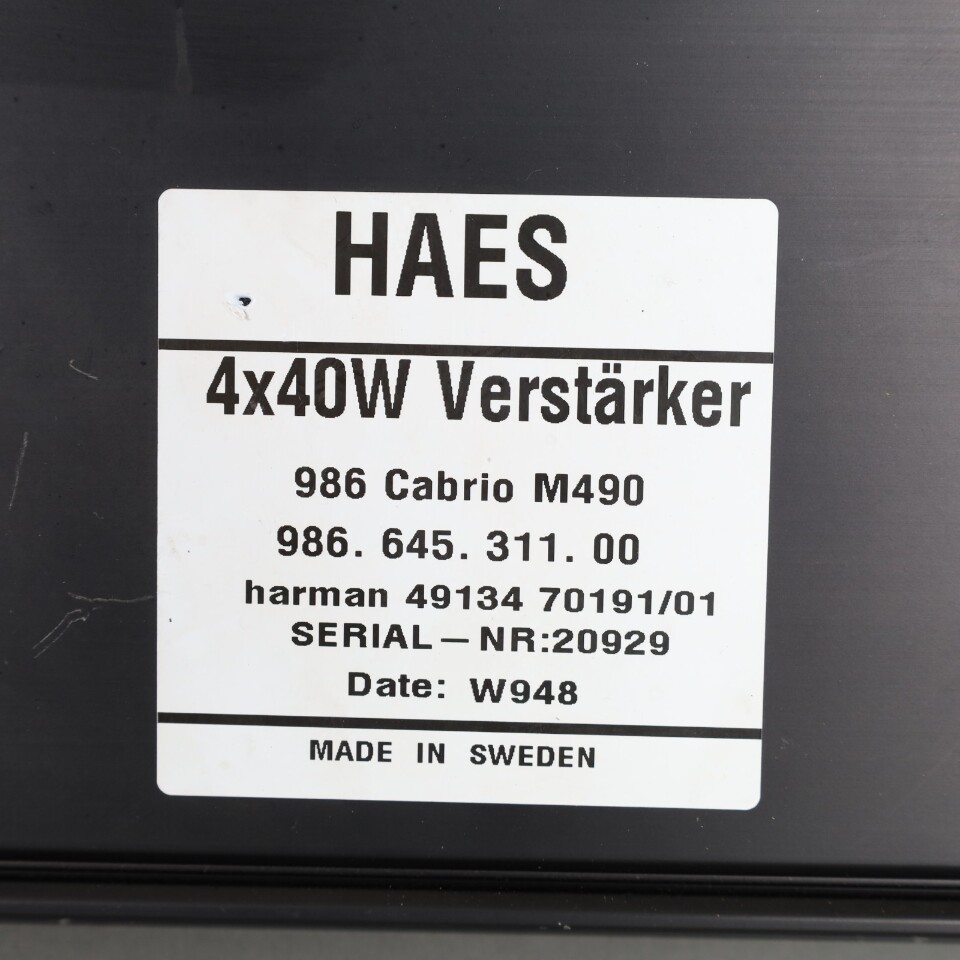 HAES
4x40W Verstärker
986 Cabrio M490
986. 645. 311. 00
harman 49134 70191/01
SERIAL – NR:20929
Date: W948
MADE IN SWEDEN